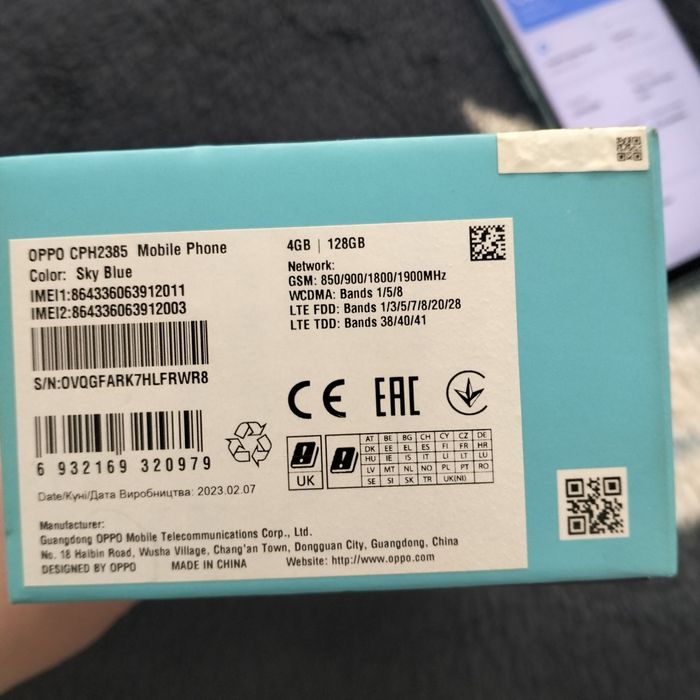 OPPO CPH2385 Mobile Phone
Color: Sky Blue
IMEI1:864336063912011
IMEI2:864336063912003
S/N:OVQGFARK7HLFRWR8
6 932169 320979
Date/Күні/Дата Виробництва: 2023.02.07
4GB | 128GB
Network:
GSM: 850/900/1800/1900MHz
WCDMA: Bands 1/5/8
LTE FDD: Bands 1/3/5/7/8/20/28
LTE TDD: Bands 38/40/41
CE EAC
UK
AT BE BG CH CY CZ DE
DK EE EL ES FI FR HR
HU IE IS IT LI LT LU
LV MT NL NO PL PT RO
SE SI SK TR UK(NI)
Manufacturer:
Guangdong OPPO Mobile Telecommunications Corp., Ltd.
No. 18 Haibin Road, Wusha Village, Chang'an Town, Dongguan City, Guangdong, China
DESIGNED BY OPPO MADE IN CHINA Website: http://www.oppo.com